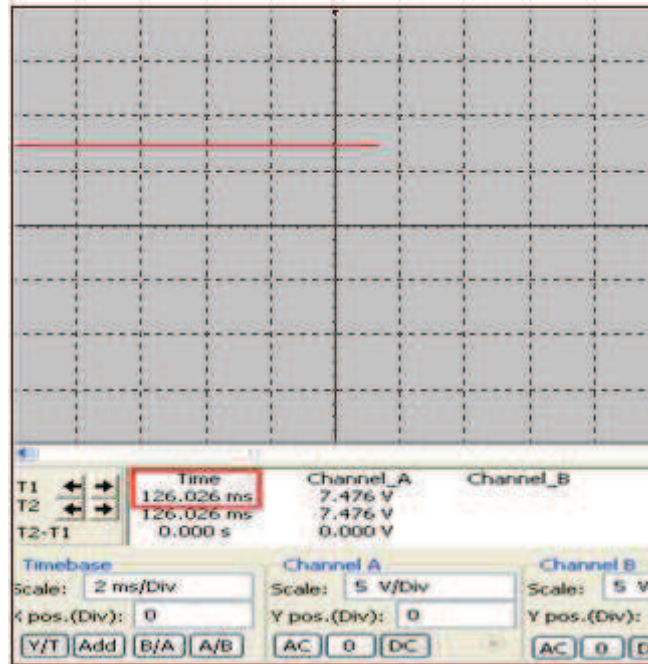 Time Channel_A Channel_B
T1 126.026 ms 7.476 V
T2 126.026 ms 7.476 V
T2-T1 0.000 s 0.000 V
Timebase Channel A Channel B
Scale: 2 ms/Div Scale: 5 V/Div Scale: 5 V
X pos.(Div): 0 Y pos.(Div): 0 Y pos.(Div):
Y/T Add B/A A/B AC 0 DC AC 0 D